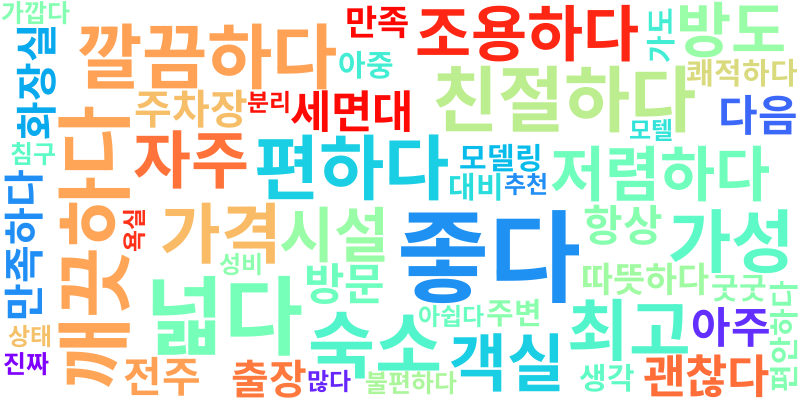 가깝다
화장실
깔끔하다
만족
조용하다
가도
방도
아중
쾌적하다
주차장
분리
세면대
친절하다
다음
모텔
침구
깨끗하다
자주
편하다
모델링
대비
추천
저렴하다
만족하다
욕실
가격
시설
좋다
항상
가성
성비
방문
따뜻하다
굿굿
편안하다
넓다
숙소
아쉽다
주변
최고
아주
상태
진짜
전주
출장
많다
불편하다
객실
생각
괜찮다